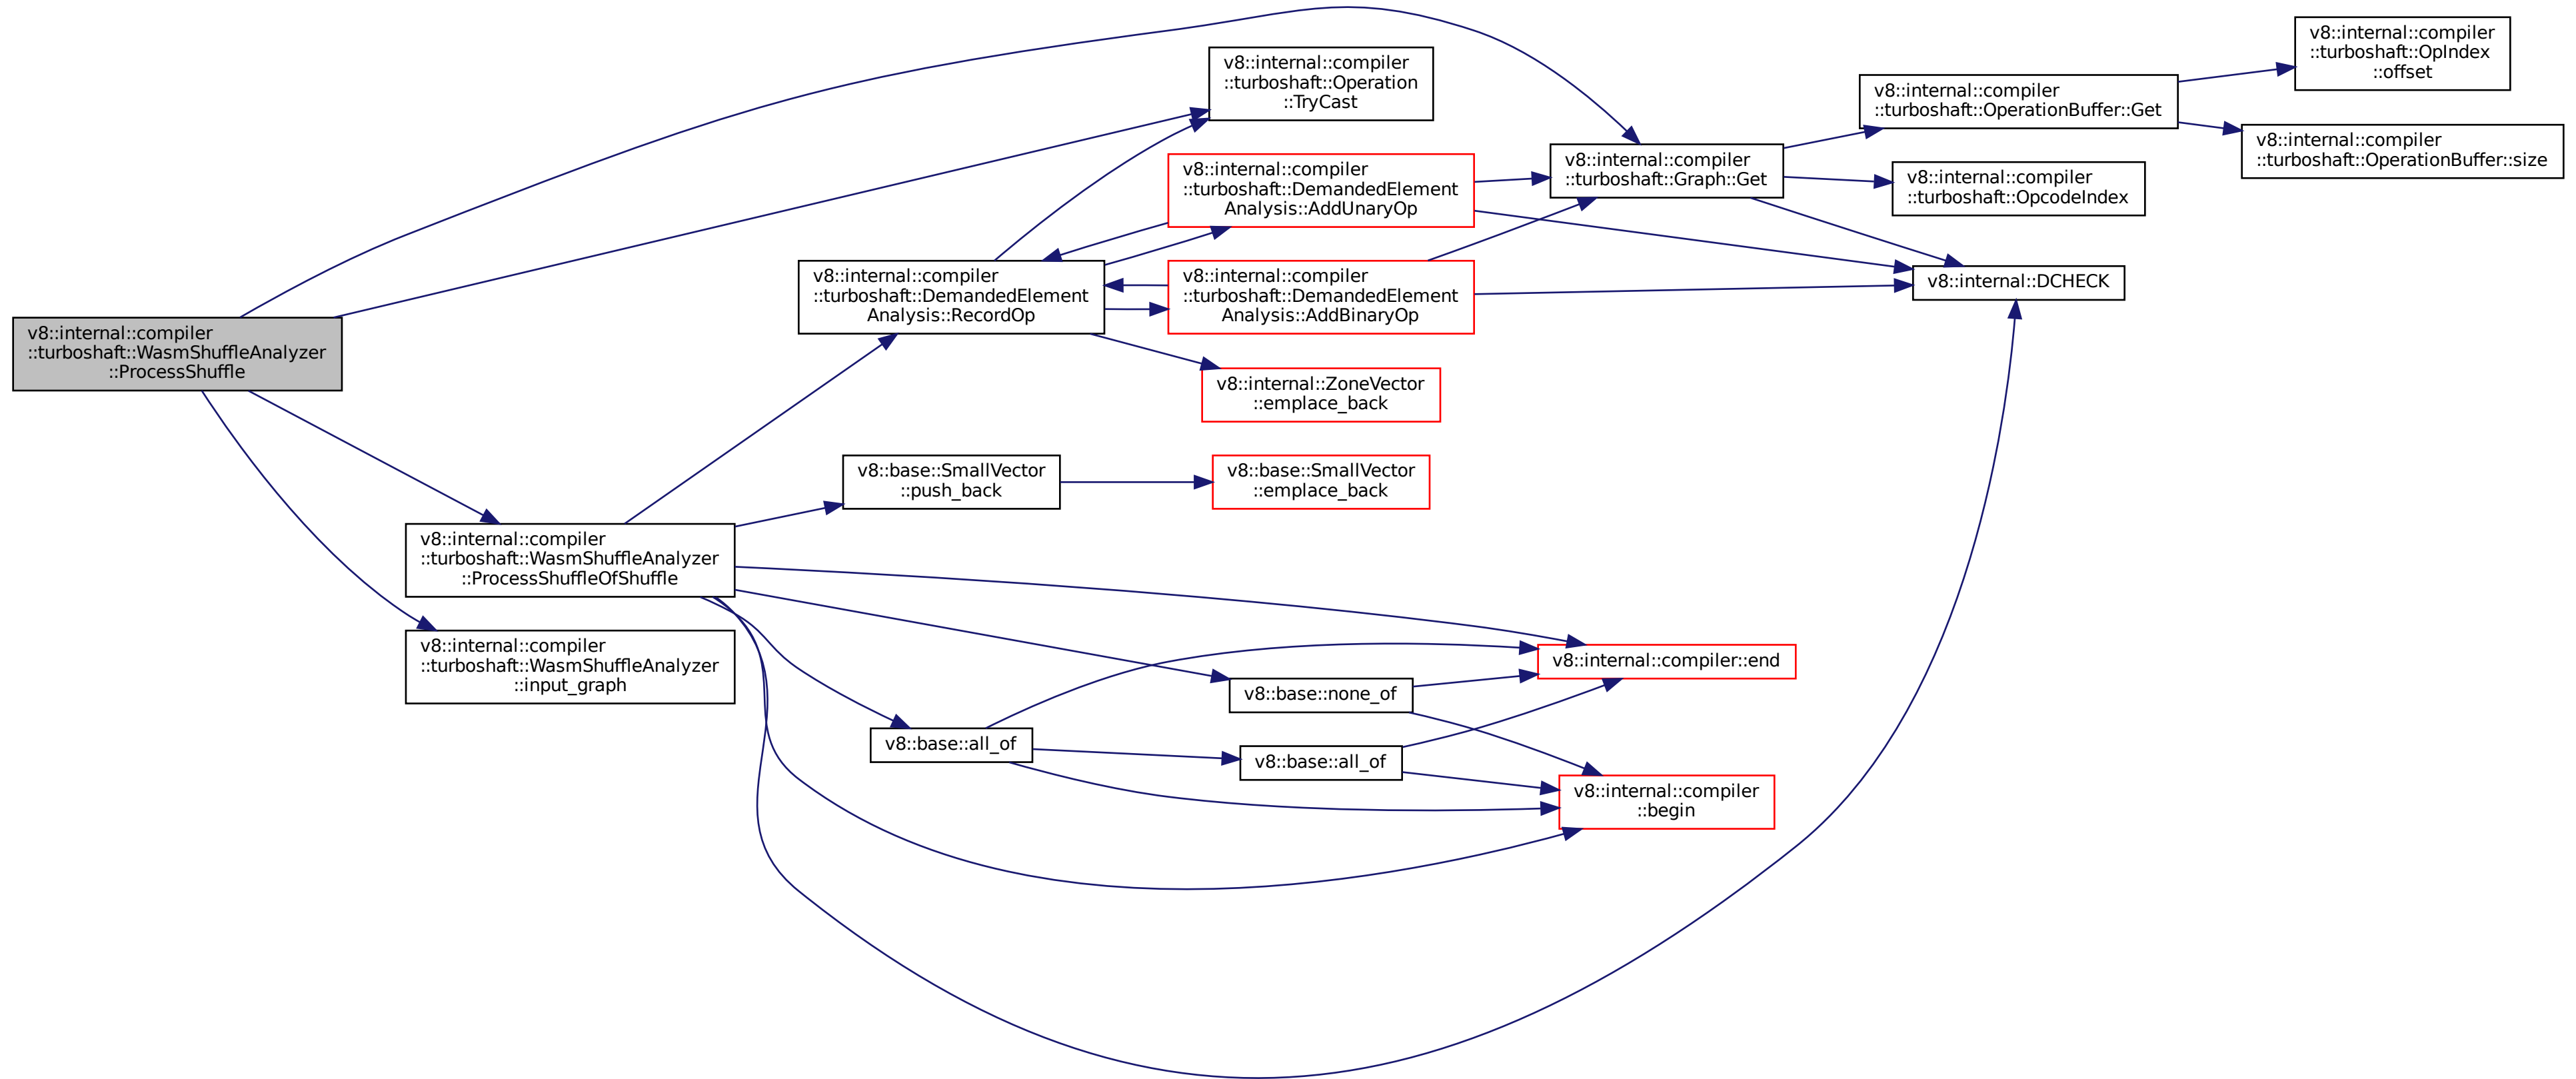 v8::internal::compiler
::turboshaft::WasmShuffleAnalyzer
::ProcessShuffle
v8::internal::compiler
::turboshaft::WasmShuffleAnalyzer
::ProcessShuffleOfShuffle
v8::internal::compiler
::turboshaft::WasmShuffleAnalyzer
::input_graph
v8::internal::compiler
::turboshaft::DemandedElement
Analysis::RecordOp
v8::base::SmallVector
::push_back
v8::base::all_of
v8::internal::compiler
::turboshaft::Operation
::TryCast
v8::internal::compiler
::turboshaft::DemandedElement
Analysis::AddUnaryOp
v8::internal::compiler
::turboshaft::DemandedElement
Analysis::AddBinaryOp
v8::internal::ZoneVector
::emplace_back
v8::base::SmallVector
::emplace_back
v8::base::none_of
v8::base::all_of
v8::internal::compiler
::turboshaft::Graph::Get
v8::internal::compiler::end
v8::internal::compiler
::begin
v8::internal::compiler
::turboshaft::OperationBuffer::Get
v8::internal::compiler
::turboshaft::OpcodeIndex
v8::internal::DCHECK
v8::internal::compiler
::turboshaft::OpIndex
::offset
v8::internal::compiler
::turboshaft::OperationBuffer::size